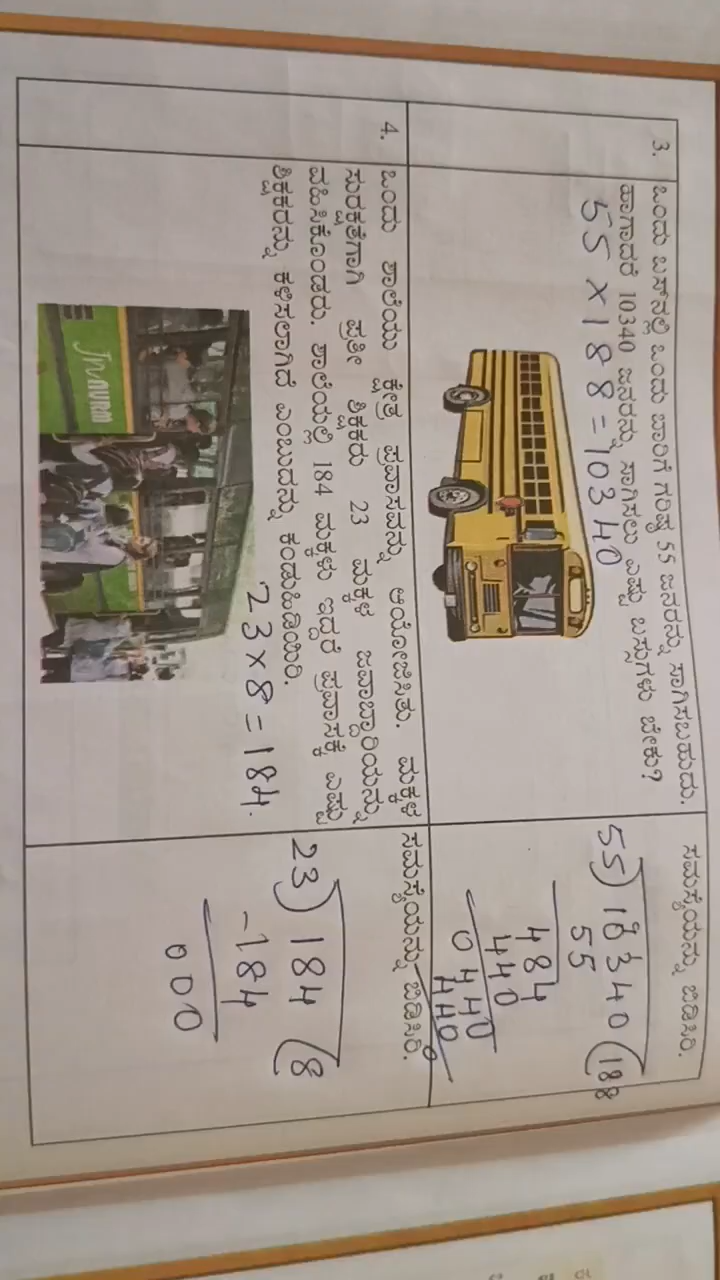 3. ಒಂದು ಬಸ್‌ನಲ್ಲಿ ಒಂದು ಬಾರಿಗೆ ಗರಿಷ್ಠ 55 ಜನರನ್ನು ಸಾಗಿಸಬಹುದು.
ಹಾಗಾದರೆ 10340 ಜನರನ್ನು ಸಾಗಿಸಲು ಎಷ್ಟು ಬಸ್ಸುಗಳು ಬೇಕು?
55 × 188 = 10340
ಸಮಸ್ಯೆಯನ್ನು ಬಿಡಿಸಿರಿ.
55) 10340 (188
55
484
440
0440
440
0
4. ಒಂದು ಶಾಲೆಯು ಕ್ಷೇತ್ರ ಪ್ರವಾಸವನ್ನು ಆಯೋಜಿಸಿತು. ಮಕ್ಕಳ
ಸುರಕ್ಷತೆಗಾಗಿ ಪ್ರತೀ ಶಿಕ್ಷಕರು 23 ಮಕ್ಕಳ ಜವಾಬ್ದಾರಿಯನ್ನು
ವಹಿಸಿಕೊಂಡರು. ಶಾಲೆಯಲ್ಲಿ 184 ಮಕ್ಕಳು ಇದ್ದರೆ ಪ್ರವಾಸಕ್ಕೆ ಎಷ್ಟು
ಶಿಕ್ಷಕರನ್ನು ಕಳಿಸಲಾಗಿದೆ ಎಂಬುದನ್ನು ಕಂಡುಹಿಡಿಯಿರಿ.
23 × 8 = 184.
JnNURM
ಸಮಸ್ಯೆಯನ್ನು ಬಿಡಿಸಿರಿ.
23) 184 (8
-184
000